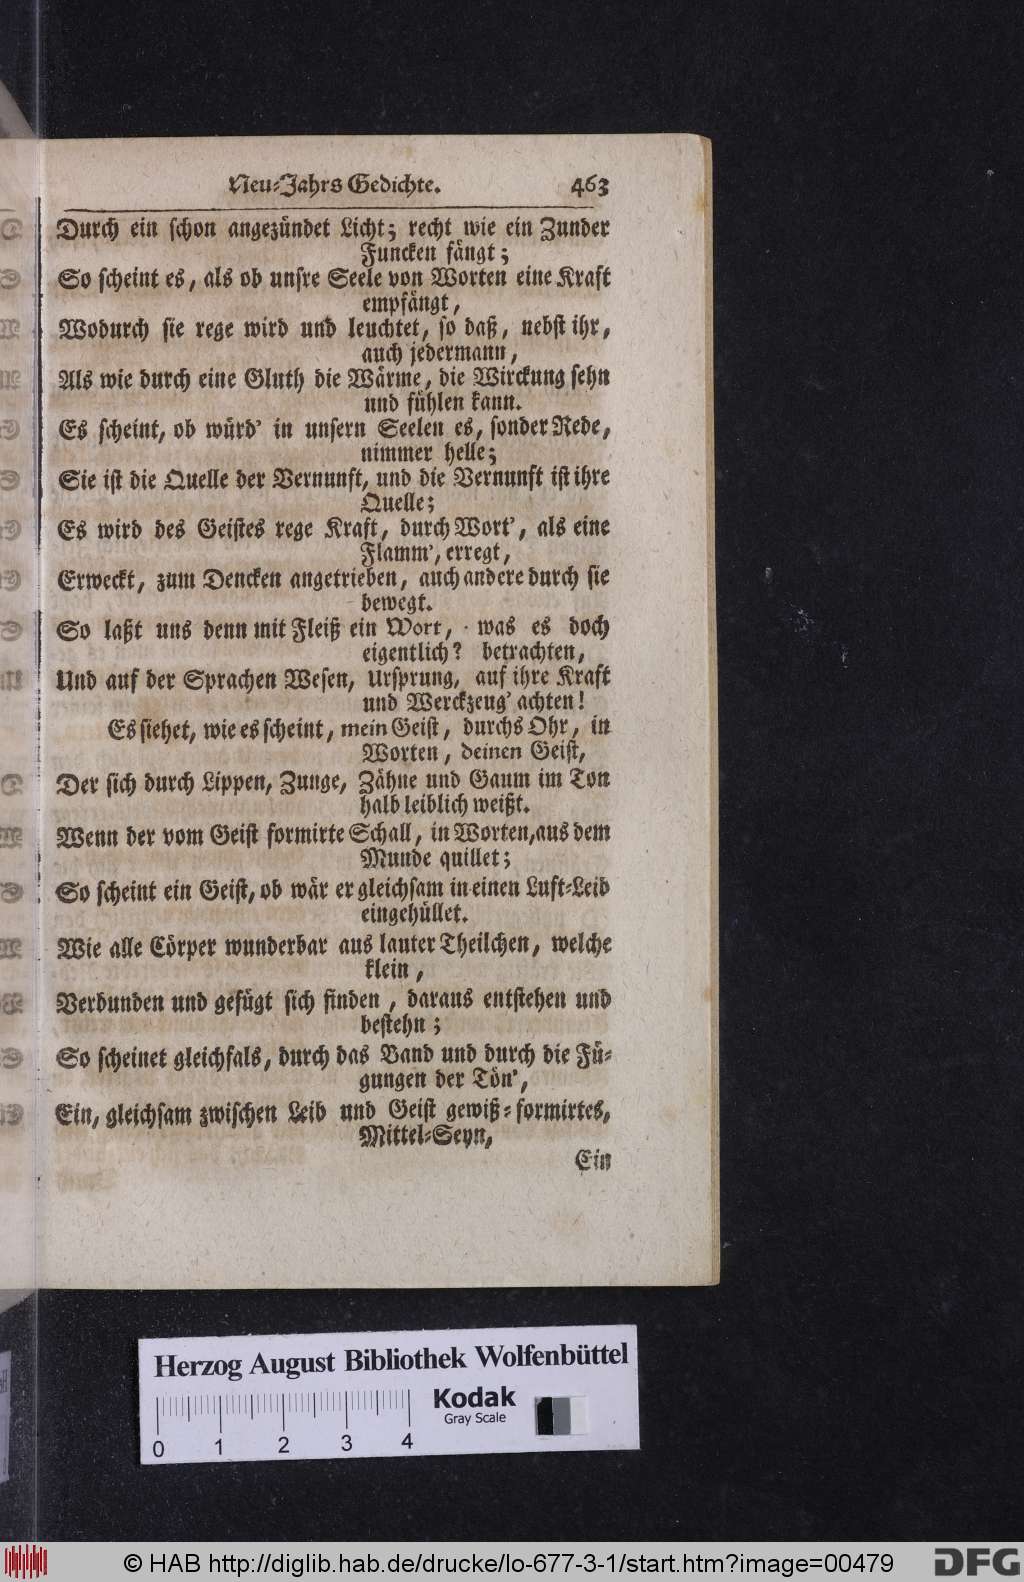 Neu-Jahrs Gedichte. 463
Durch ein schon angezündet Licht; recht wie ein Zunder
Funcken fängt;
So scheint es, als ob unsre Seele von Worten eine Kraft
empfängt,
Wodurch sie rege wird und leuchtet, so daß, nebst ihr,
auch jedermann,
Als wie durch eine Gluth die Wärme, die Wirckung sehn
und fühlen kann.
Es scheint, ob würd' in unsern Seelen es, sonder Rede,
nimmer helle;
Sie ist die Quelle der Vernunft, und die Vernunft ist ihre
Quelle;
Es wird des Geistes rege Kraft, durch Wort', als eine
Flamm', erregt,
Erweckt, zum Dencken angetrieben, auch andere durch sie
bewegt.
So laßt uns denn mit Fleiß ein Wort, was es doch
eigentlich? betrachten,
Und auf der Sprachen Wesen, Ursprung, auf ihre Kraft
und Werckzeug' achten!
Es siehet, wie es scheint, mein Geist, durchs Ohr, in
Worten, deinen Geist,
Der sich durch Lippen, Zunge, Zähne und Gaum im Ton
halb leiblich weißt.
Wenn der vom Geist formirte Schall, in Worten, aus dem
Munde quillet;
So scheint ein Geist, ob wär er gleichsam in einen Luft-Leib
eingehüllet.
Wie alle Cörper wunderbar aus lauter Theilchen, welche
klein,
Verbunden und gefügt sich finden, daraus entstehen und
bestehn;
So scheinet gleichfals, durch das Band und durch die Fü-
gungen der Tön',
Ein, gleichsam zwischen Leib und Geist gewiß-formirtes,
Mittel-Seyn,
Ein
Herzog August Bibliothek Wolfenbüttel
Kodak
Gray Scale
0 1 2 3 4
© HAB http://diglib.hab.de/drucke/lo-677-3-1/start.htm?image=00479
DFG